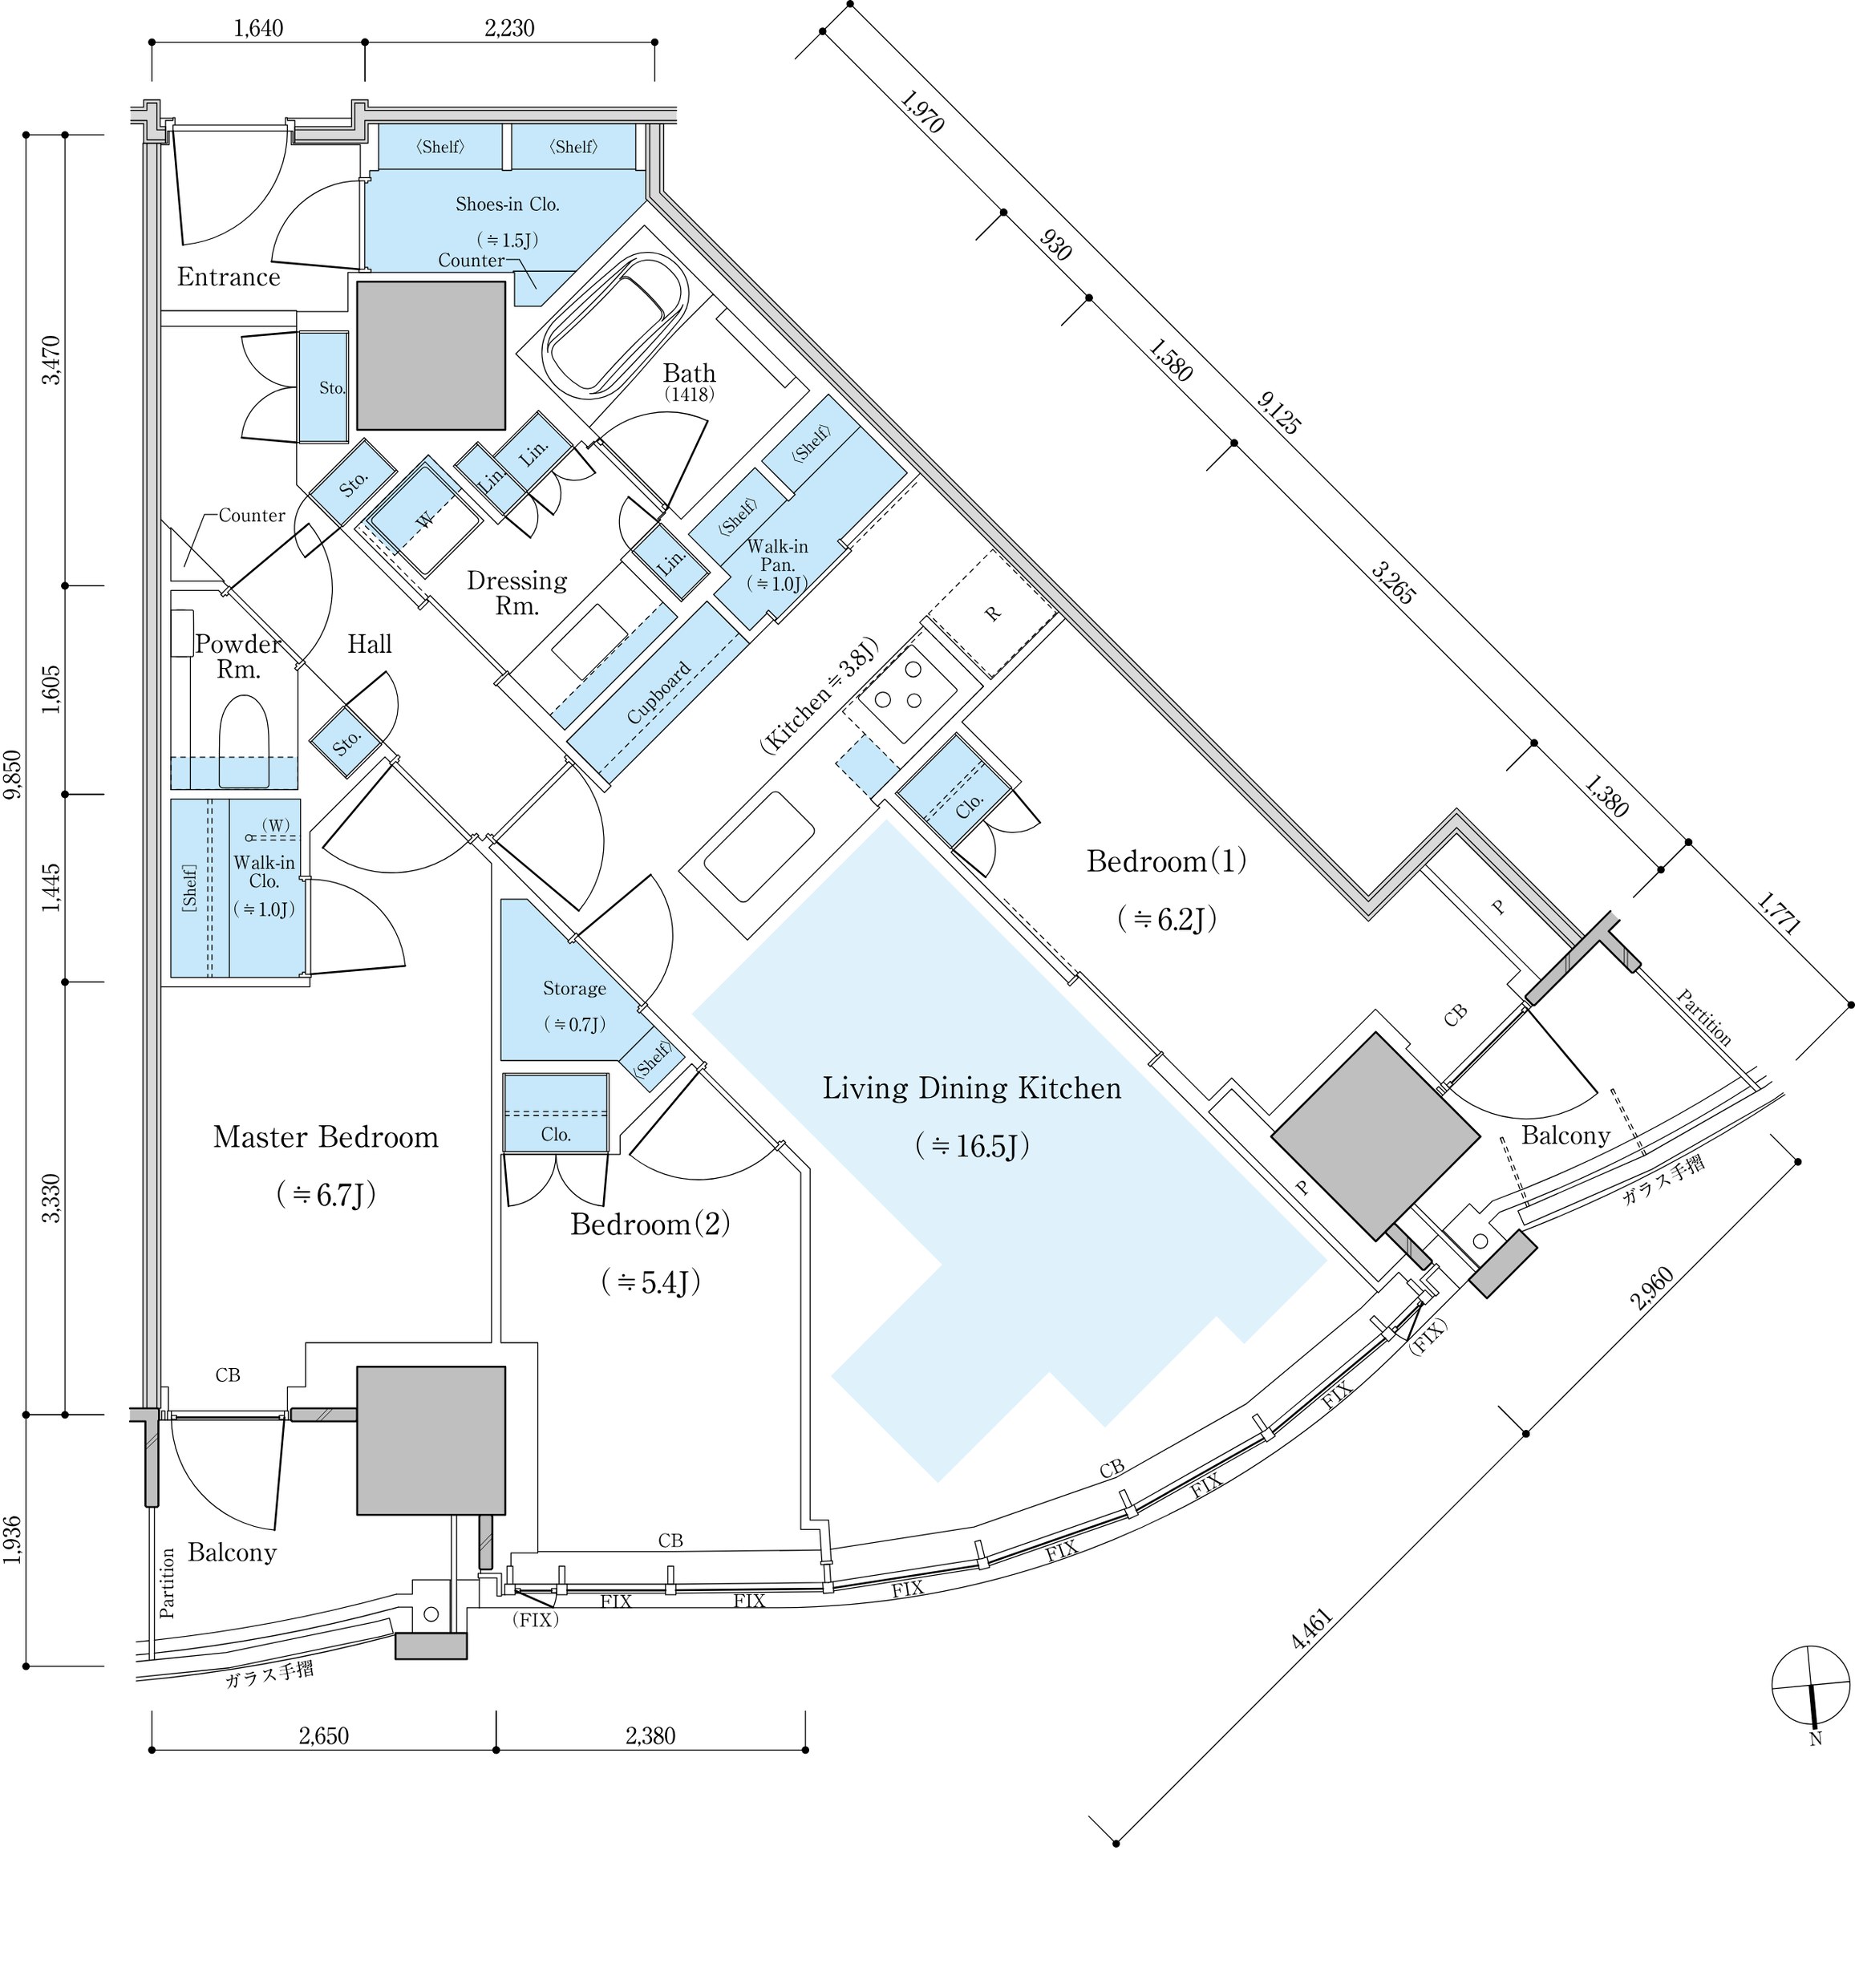 1,640
2,230
1,970
930
1,580
9,125
3,265
1,380
1,771
3,470
1,605
9,850
1,445
3,330
1,936
〈Shelf〉
〈Shelf〉
Shoes-in Clo.
(≒1.5J)
Counter
Entrance
Sto.
Bath
(1418)
Sto.
Lin.
Lin.
W
Counter
〈Shelf〉
〈Shelf〉
Walk-in
Pan.
(≒1.0J)
Lin.
Dressing
Rm.
R
Powder
Rm.
Hall
Cupboard
(Kitchen≒3.8J)
Sto.
Clo.
(W)
[Shelf]
Walk-in
Clo.
(≒1.0J)
Bedroom(1)
(≒6.2J)
P
CB
Partition
Storage
(≒0.7J)
〈Shelf〉
Clo.
Living Dining Kitchen
(≒16.5J)
Balcony
ガラス手摺
P
Master Bedroom
(≒6.7J)
Bedroom(2)
(≒5.4J)
2,960
CB
(FIX)
FIX
CB
FIX
FIX
FIX
CB
FIX
FIX
(FIX)
Balcony
Partition
ガラス手摺
4,461
2,650
2,380
N